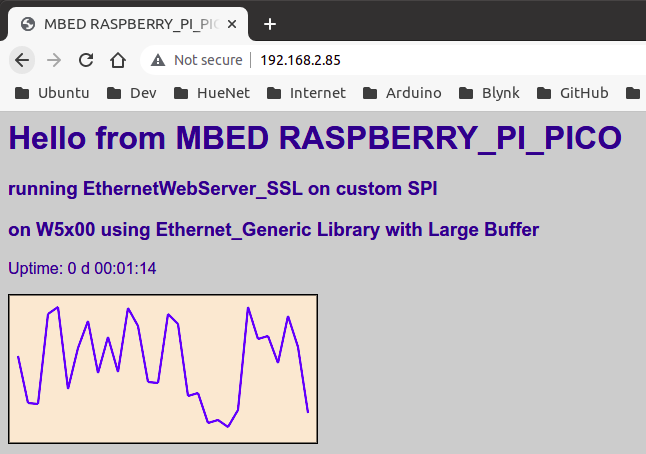 MBED RASPBERRY_PI_PIC
Not secure 192.168.2.85
Ubuntu Dev HueNet Internet Arduino Blynk GitHub
Hello from MBED RASPBERRY_PI_PICO
running EthernetWebServer_SSL on custom SPI
on W5x00 using Ethernet_Generic Library with Large Buffer
Uptime: 0 d 00:01:14